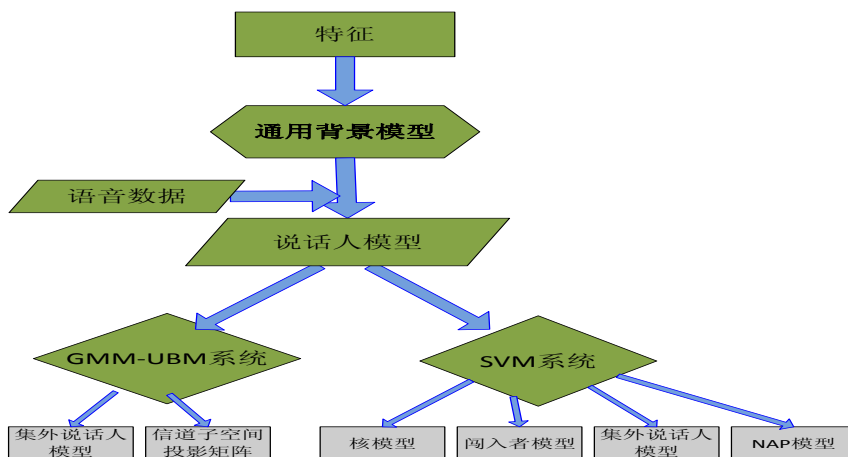 特征
通用背景模型
语音数据
说话人模型
GMM-UBM系统
SVM系统
集外说话人
模型
信道子空间
投影矩阵
核模型
闯入者模型
集外说话人
模型
NAP模型